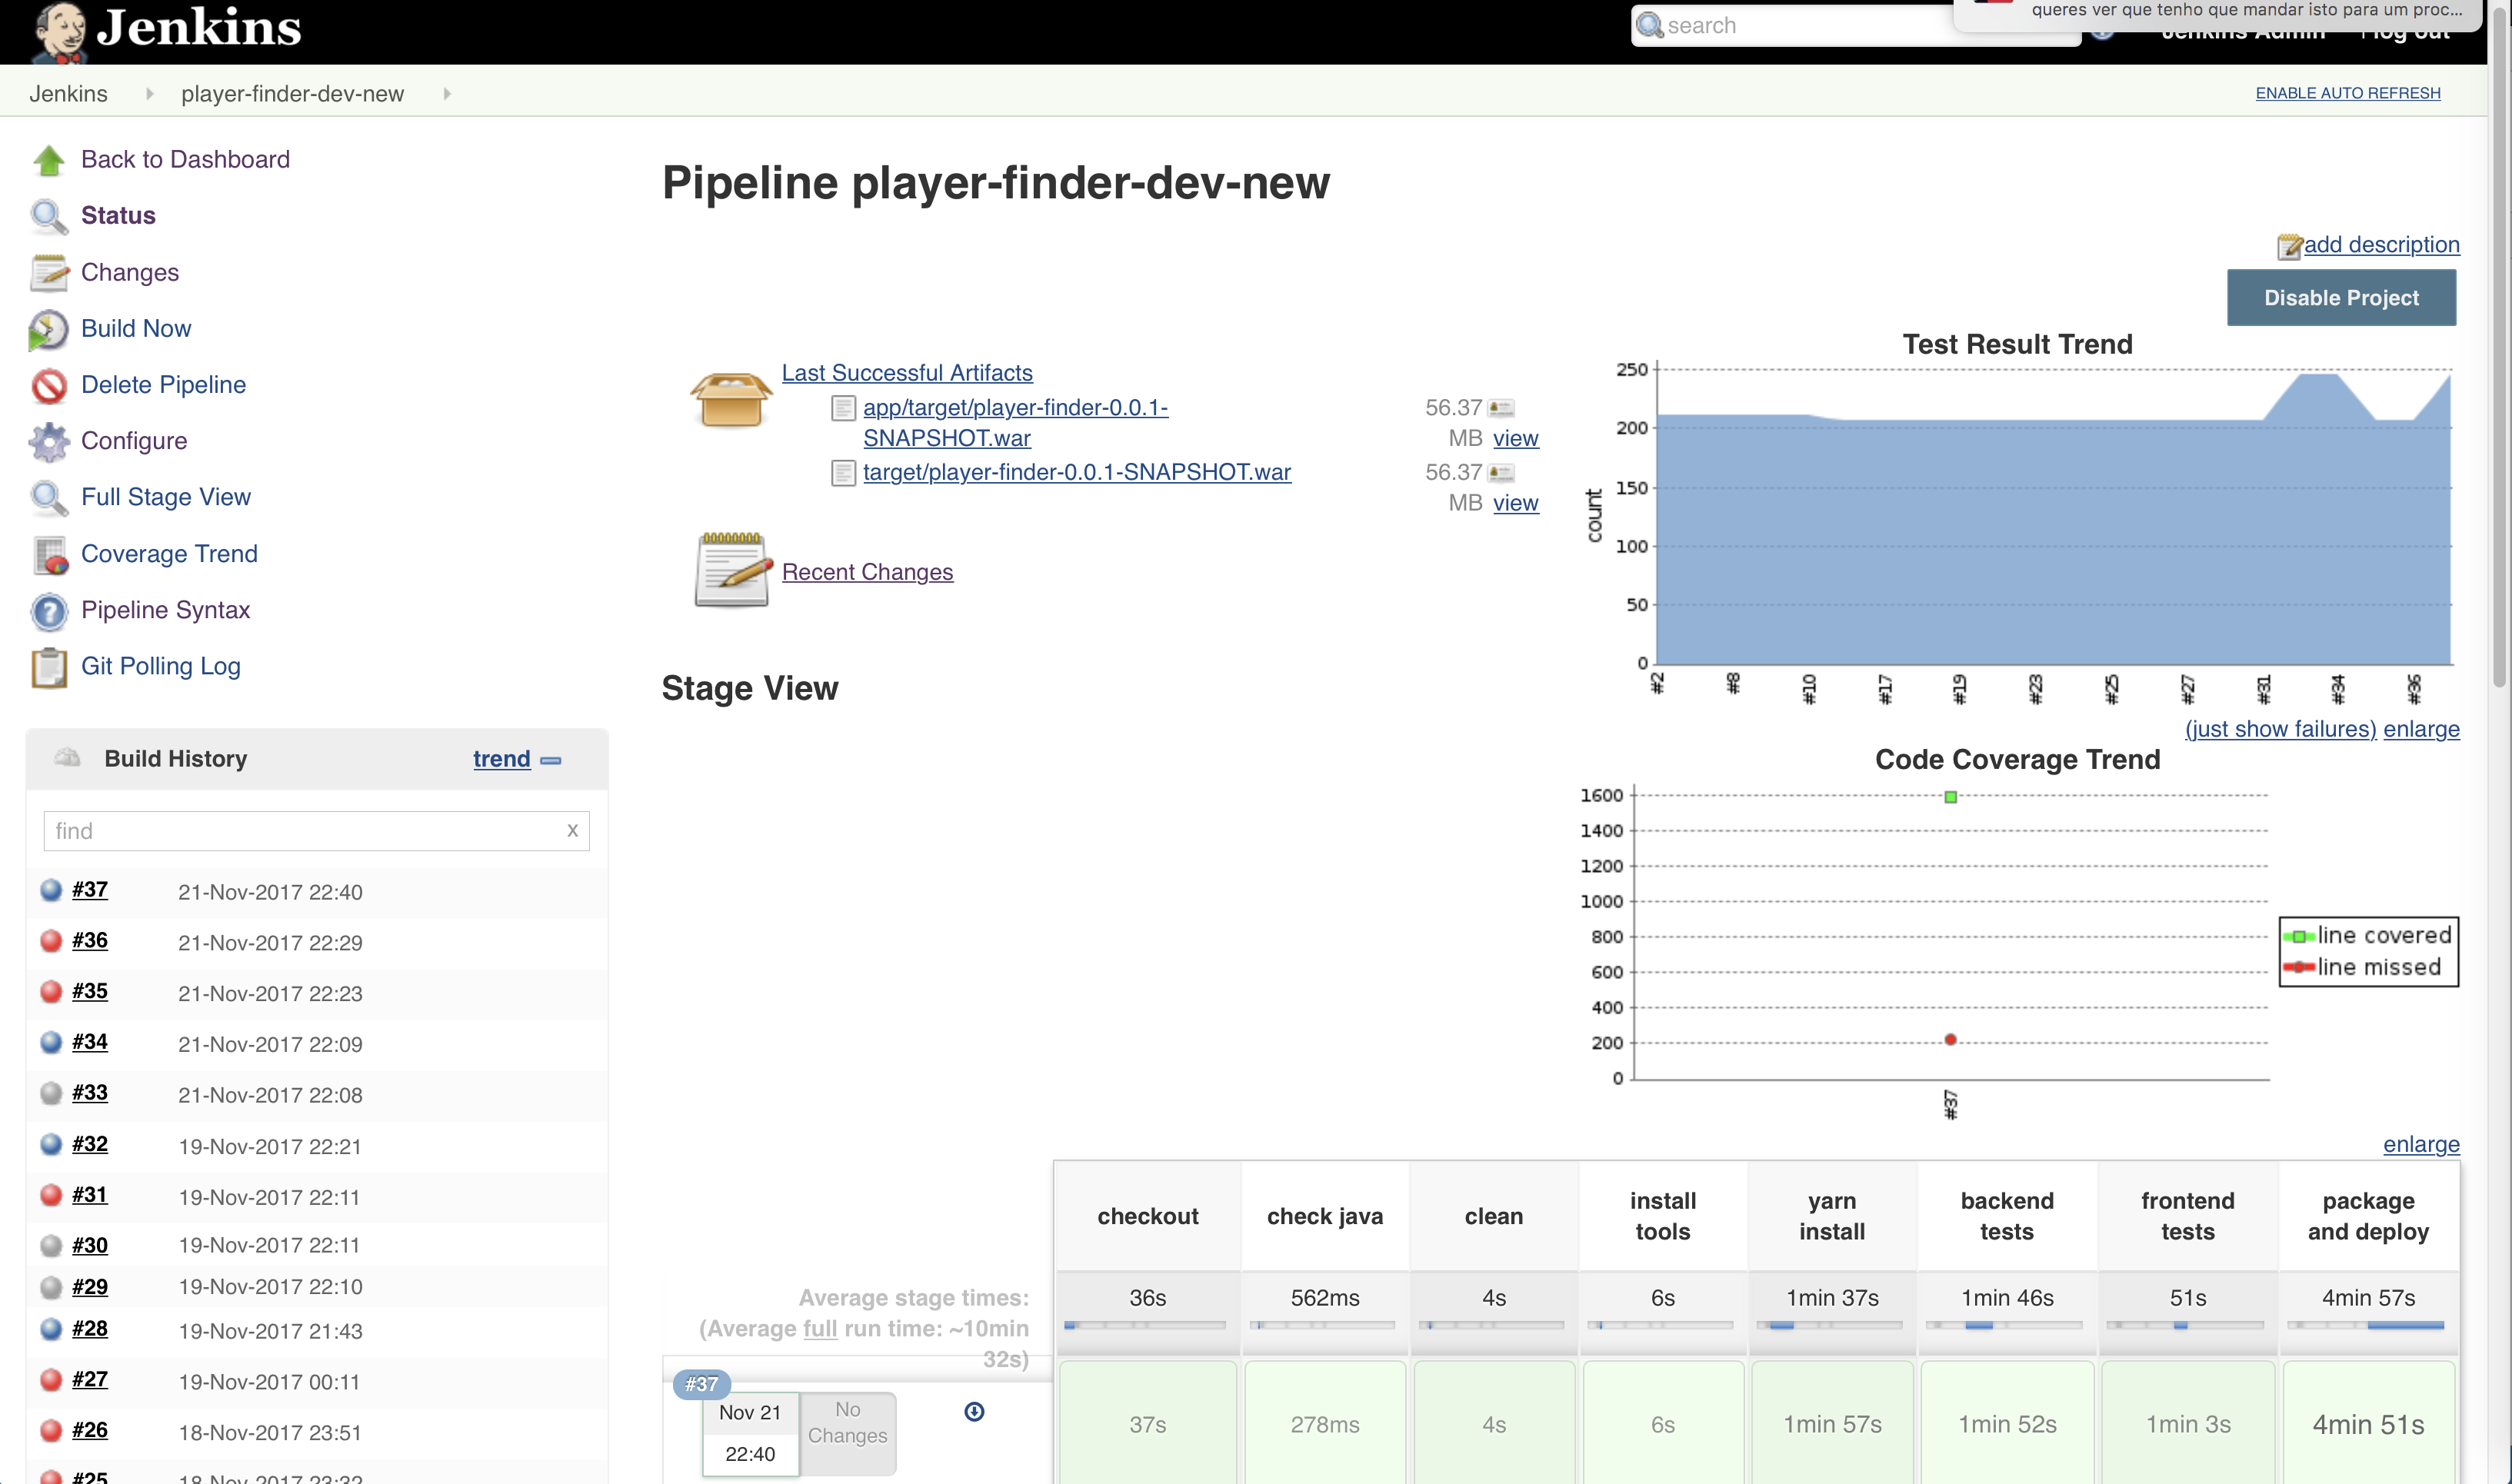 Jenkins
search
queres ver que tenho que mandar isto para um proc...
Jenkins Admin | log out
Jenkins
player-finder-dev-new
ENABLE AUTO REFRESH
Back to Dashboard
Status
Changes
Build Now
Delete Pipeline
Configure
Full Stage View
Coverage Trend
Pipeline Syntax
Git Polling Log
Build History
trend
find
x
#37 21-Nov-2017 22:40
#36 21-Nov-2017 22:29
#35 21-Nov-2017 22:23
#34 21-Nov-2017 22:09
#33 21-Nov-2017 22:08
#32 19-Nov-2017 22:21
#31 19-Nov-2017 22:11
#30 19-Nov-2017 22:11
#29 19-Nov-2017 22:10
#28 19-Nov-2017 21:43
#27 19-Nov-2017 00:11
#26 18-Nov-2017 23:51
#25 18-Nov-2017 23:32
Pipeline player-finder-dev-new
add description
Disable Project
Last Successful Artifacts
app/target/player-finder-0.0.1-
SNAPSHOT.war
56.37
MB view
target/player-finder-0.0.1-SNAPSHOT.war
56.37
MB view
Recent Changes
Test Result Trend
count
250
200
150
100
50
0
#2 #8 #10 #17 #19 #23 #25 #27 #31 #34 #36
(just show failures) enlarge
Code Coverage Trend
1600
1400
1200
1000
800
600
400
200
0
#37
line covered
line missed
enlarge
Stage View
checkout
check java
clean
install
tools
yarn
install
backend
tests
frontend
tests
package
and deploy
Average stage times:
(Average full run time: ~10min
32s)
36s 562ms 4s 6s 1min 37s 1min 46s 51s 4min 57s
#37
Nov 21
22:40
No
Changes
37s 278ms 4s 6s 1min 57s 1min 52s 1min 3s 4min 51s